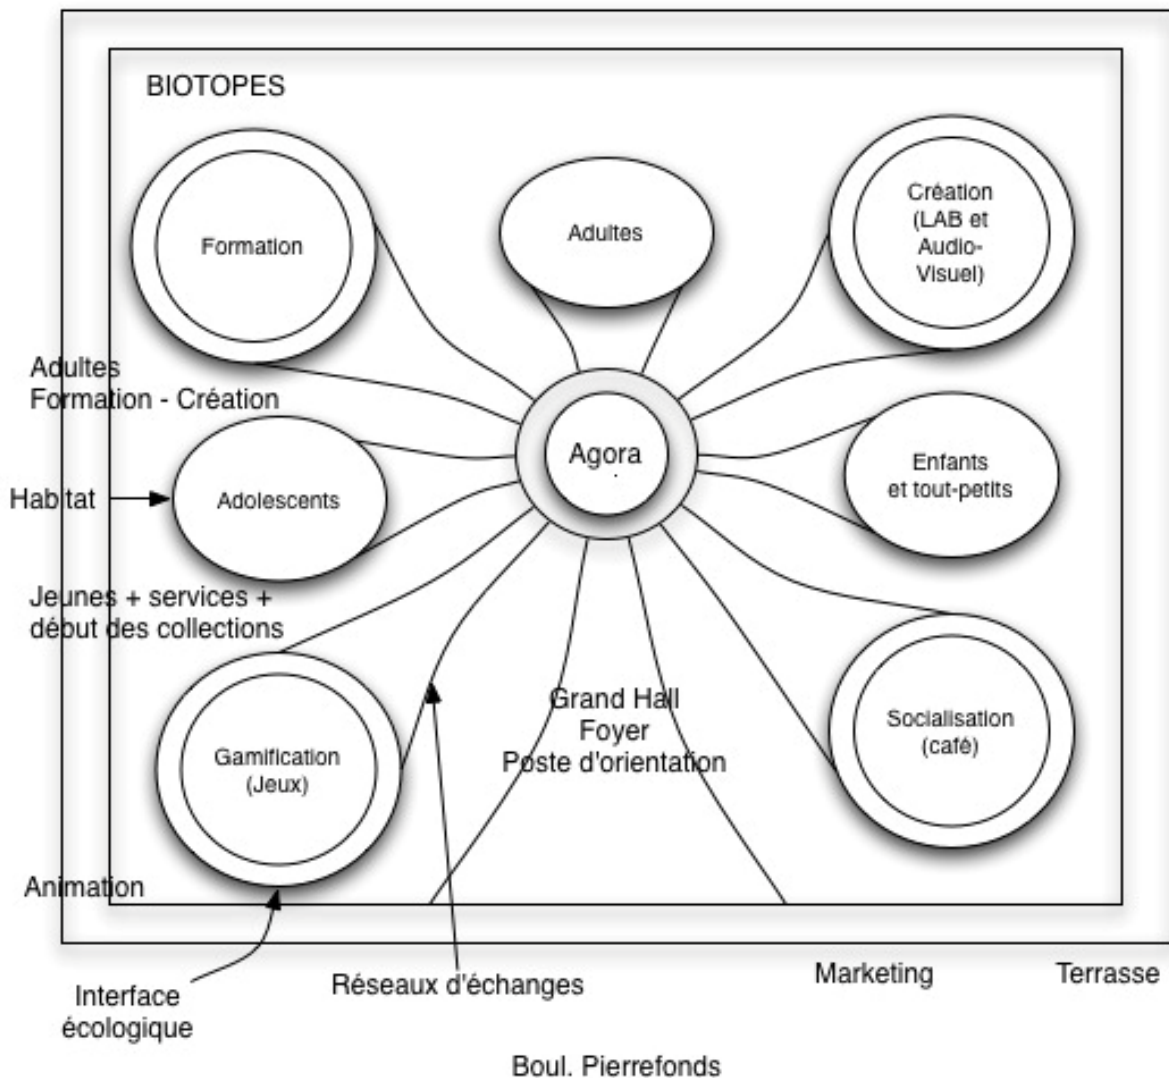 BIOTOPES
Formation
Adultes
Création
(LAB et
Audio-
Visuel)
Adultes
Formation - Création
Agora
Habitat
Adolescents
Enfants
et tout-petits
Jeunes + services +
début des collections
Grand Hall
Foyer
Poste d'orientation
Gamification
(Jeux)
Socialisation
(café)
Animation
Interface
écologique
Réseaux d'échanges
Marketing
Terrasse
Boul. Pierrefonds